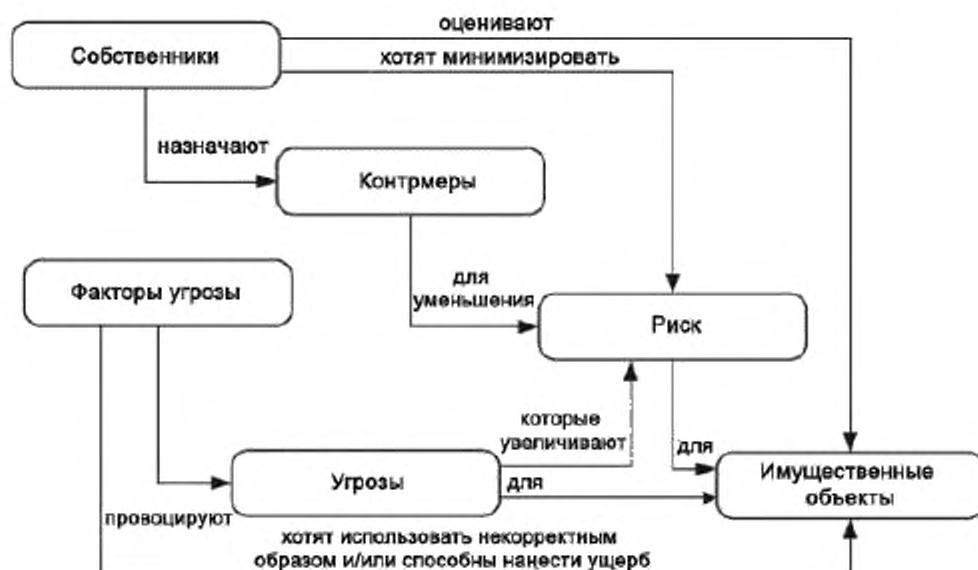 оценивают
Собственники
хотят минимизировать
назначают
Контрмеры
для
уменьшения
Факторы угрозы
Риск
которые
увеличивают
для
Имущественные
объекты
Угрозы
для
провоцируют
хотят использовать некорректным
образом и/или способны нанести ущерб